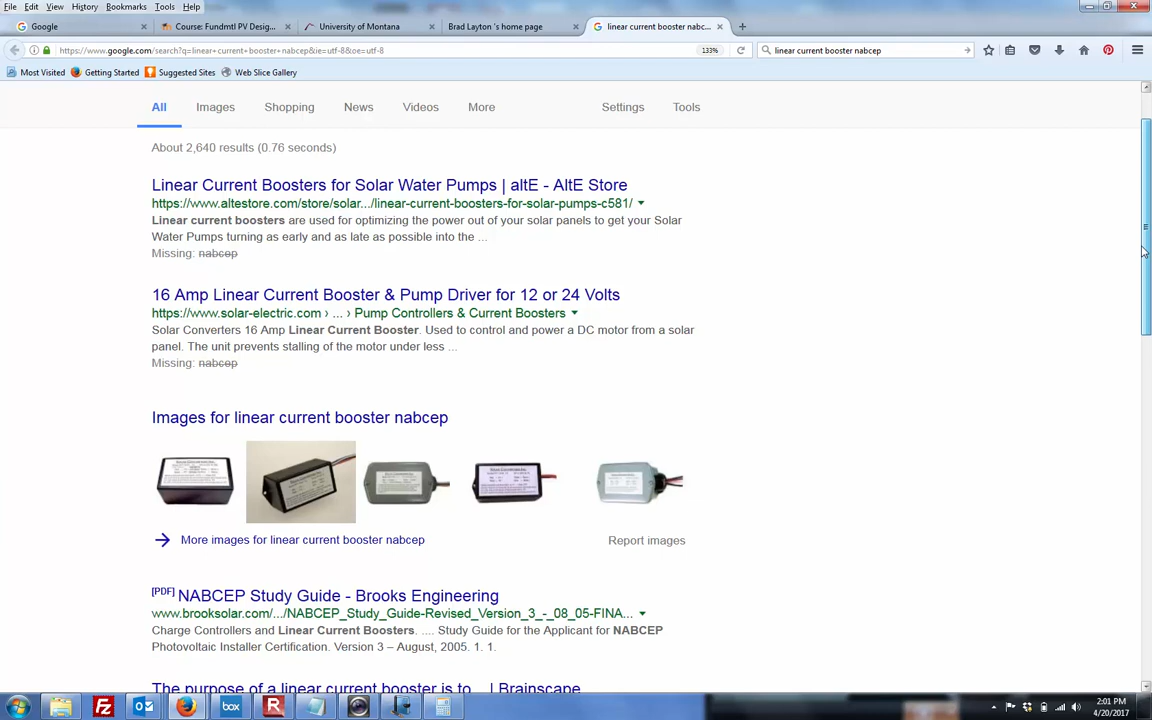 File Edit View History Bookmarks Tools Help
Google
Course: Fundmtl PV Desig...
University of Montana
Brad Layton 's home page
linear current booster nabc...
https://www.google.com/search?q=linear+current+booster+nabcep&ie=utf-8&oe=utf-8
133%
linear current booster nabcep
Most Visited
Getting Started
Suggested Sites
Web Slice Gallery
All Images Shopping News Videos More Settings Tools
About 2,640 results (0.76 seconds)
Linear Current Boosters for Solar Water Pumps | altE - AltE Store
https://www.altestore.com/store/solar.../linear-current-boosters-for-solar-pumps-c581/
Linear current boosters are used for optimizing the power out of your solar panels to get your Solar
Water Pumps turning as early and as late as possible into the ...
Missing: nabcep
16 Amp Linear Current Booster & Pump Driver for 12 or 24 Volts
https://www.solar-electric.com › ... › Pump Controllers & Current Boosters
Solar Converters 16 Amp Linear Current Booster. Used to control and power a DC motor from a solar
panel. The unit prevents stalling of the motor under less ...
Missing: nabcep
Images for linear current booster nabcep
More images for linear current booster nabcep
Report images
[PDF] NABCEP Study Guide - Brooks Engineering
www.brooksolar.com/.../NABCEP_Study_Guide-Revised_Version_3_-_08_05-FINA...
Charge Controllers and Linear Current Boosters. .... Study Guide for the Applicant for NABCEP
Photovoltaic Installer Certification. Version 3 – August, 2005. 1. 1.
The purpose of a linear current booster is to... | Brainscape
Fz
box
R
2:01 PM
4/20/2017